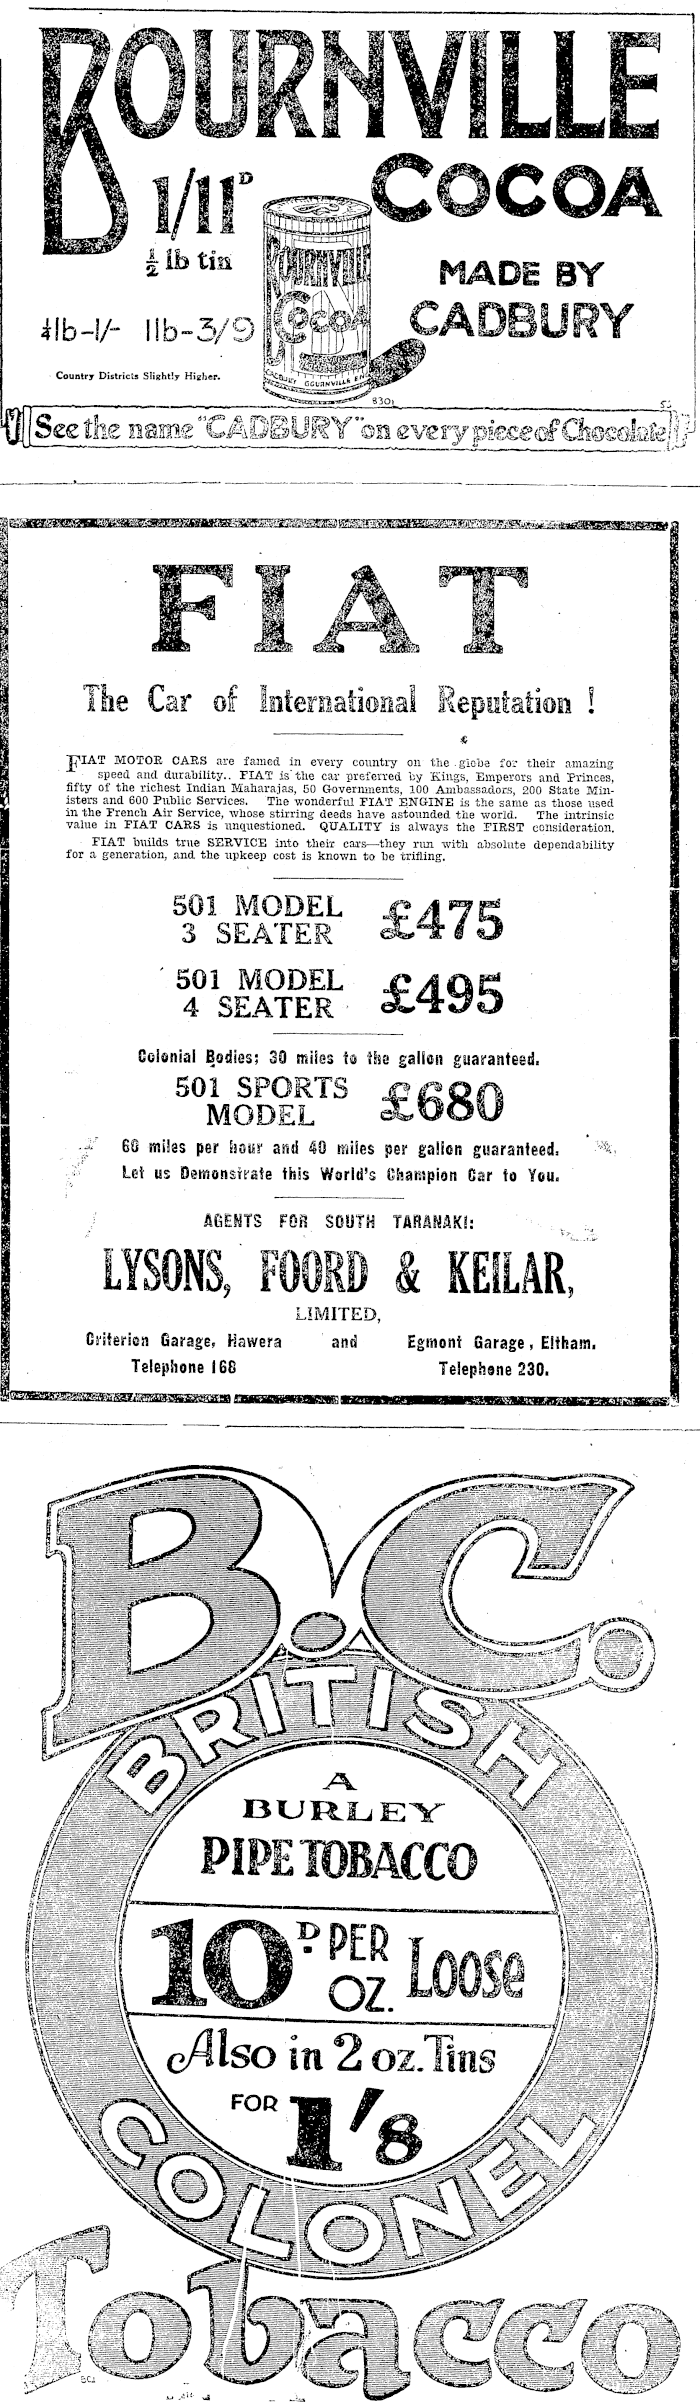 BOURNVILLE
COCOA
1/11D
½ lb tin
MADE BY
CADBURY
¼lb-1/- 1lb-3/9
Country Districts Slightly Higher.
BOURNVILLE
COCOA
830
See the name "CADBURY" on every piece of Chocolate
FIAT
The Car of International Reputation !
FIAT MOTOR CARS are famed in every country on the globe for their amazing
speed and durability.. FIAT is the car preferred by Kings, Emperors and Princes,
fifty of the richest Indian Maharajas, 50 Governments, 100 Ambassadors, 200 State Min-
isters and 600 Public Services. The wonderful FIAT ENGINE is the same as those used
in the French Air Service, whose stirring deeds have astounded the world. The intrinsic
value in FIAT CARS is unquestioned. QUALITY is always the FIRST consideration.
FIAT builds true SERVICE into their cars—they run with absolute dependability
for a generation, and the upkeep cost is known to be trifling.
501 MODEL
3 SEATER £475
501 MODEL
4 SEATER £495
Colonial Bodies; 30 miles to the gallon guaranteed.
501 SPORTS
MODEL £680
60 miles per hour and 40 miles per gallon guaranteed.
Let us Demonstrate this World's Champion Car to You.
AGENTS FOR SOUTH TARANAKI:
LYSONS, FOORD & KEILAR,
LIMITED,
Criterion Garage, Hawera and Egmont Garage, Eltham.
Telephone 168 Telephone 230.
B.C.
BRITISH
A
BURLEY
PIPE TOBACCO
10D. PER OZ. LOOSE
Also in 2 oz. Tins
FOR 1'8
COLONEL
Tobacco